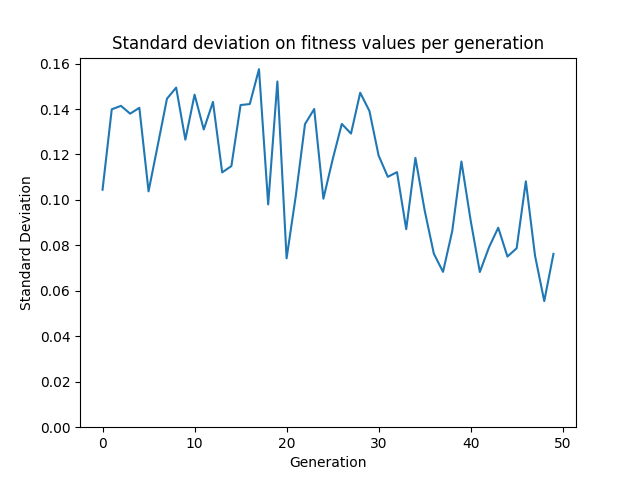 Standard deviation on fitness values per generation
0.16
0.14
0.12
0.10
0.08
0.06
0.04
0.02
0.00
Standard Deviation
0 10 20 30 40 50
Generation